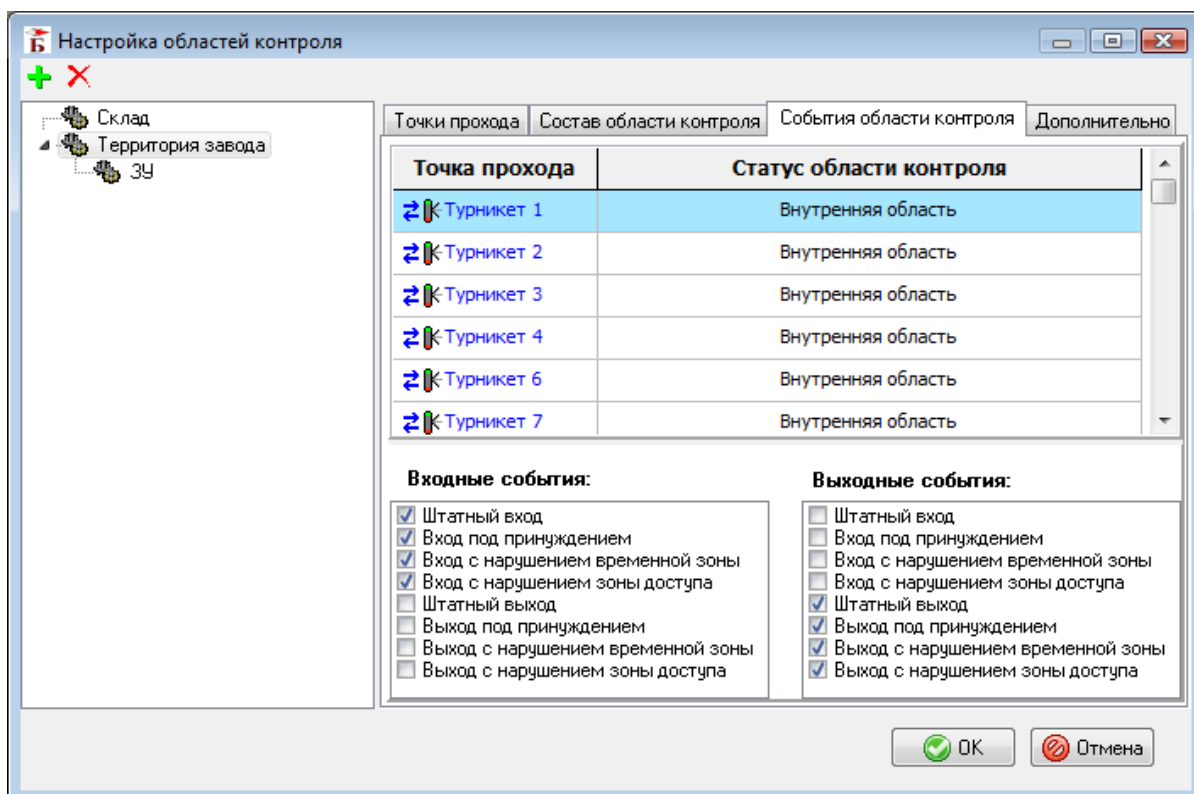 Настройка областей контроля
Склад
Территория завода
ЗУ
Точки прохода Состав области контроля События области контроля Дополнительно
Точка прохода Статус области контроля
Турникет 1 Внутренняя область
Турникет 2 Внутренняя область
Турникет 3 Внутренняя область
Турникет 4 Внутренняя область
Турникет 6 Внутренняя область
Турникет 7 Внутренняя область
Входные события:
Штатный вход
Вход под принуждением
Вход с нарушением временной зоны
Вход с нарушением зоны доступа
Штатный выход
Выход под принуждением
Выход с нарушением временной зоны
Выход с нарушением зоны доступа
Выходные события:
Штатный вход
Вход под принуждением
Вход с нарушением временной зоны
Вход с нарушением зоны доступа
Штатный выход
Выход под принуждением
Выход с нарушением временной зоны
Выход с нарушением зоны доступа
ОК Отмена